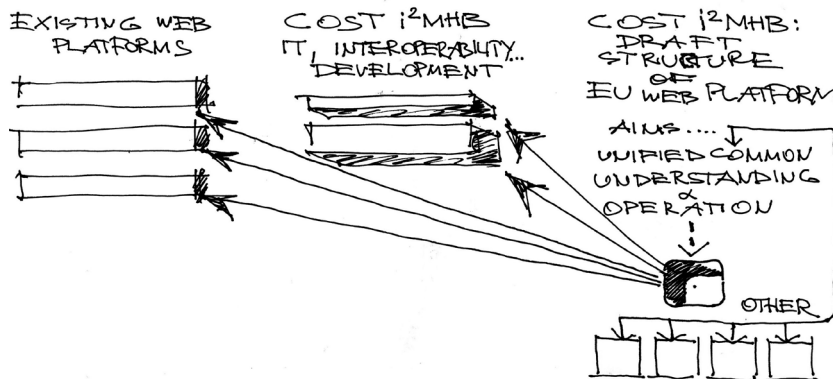 EXISTING WEB
PLATFORMS
COST i²MHB
IT, INTEROPERABILITY...
DEVELOPMENT
COST i²MHB:
DRAFT
STRUCTURE
OF
EU WEB PLATFORM
AIMS....
UNIFIED COMMON
UNDERSTANDING
&
OPERATION
OTHER